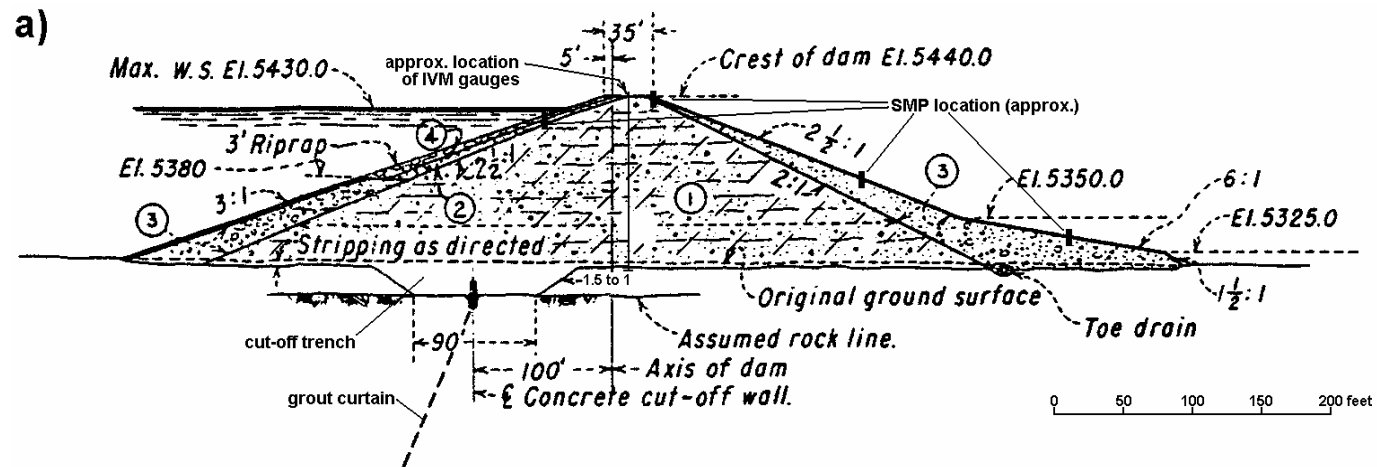 a)
35'
5'
approx. location
of IVM gauges
Crest of dam El.5440.0
Max. W.S. El.5430.0
SMP location (approx.)
4
2 1/2:1
3' Riprap
2 1/2:1
El.5380
2:1
3
El.5350.0
6:1
3:1
3
2
1
El.5325.0
Stripping as directed
1.5 to 1
Original ground surface
1 1/2:1
Toe drain
cut-off trench
90'
Assumed rock line.
100'
Axis of dam
grout curtain
℄ Concrete cut-off wall.
0 50 100 150 200 feet